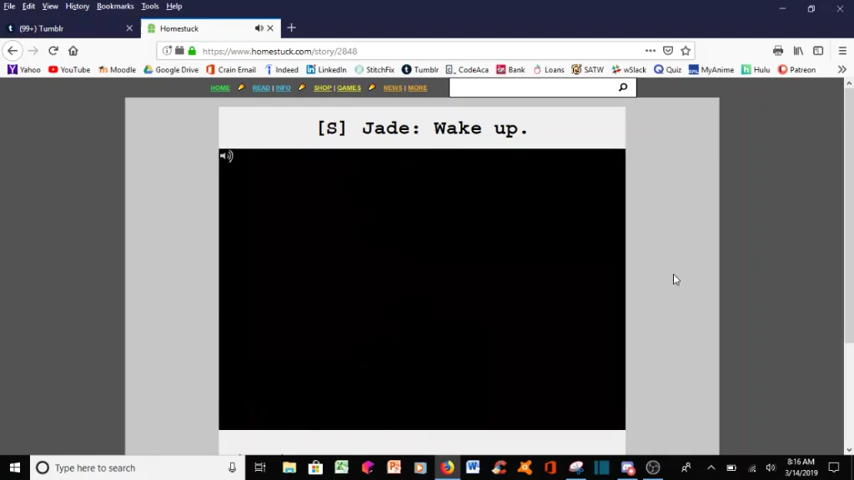 File Edit View History Bookmarks Tools Help
(99+) Tumblr Homestuck
https://www.homestuck.com/story/2848
Yahoo YouTube Moodle Google Drive Crain Email Indeed LinkedIn StitchFix Tumblr CodeAca Bank Loans SATW wSlack Quiz MyAnime Hulu Patreon
HOME READ | INFO SHOP | GAMES NEWS | MORE
[S] Jade: Wake up.
Type here to search
8:16 AM
3/14/2019